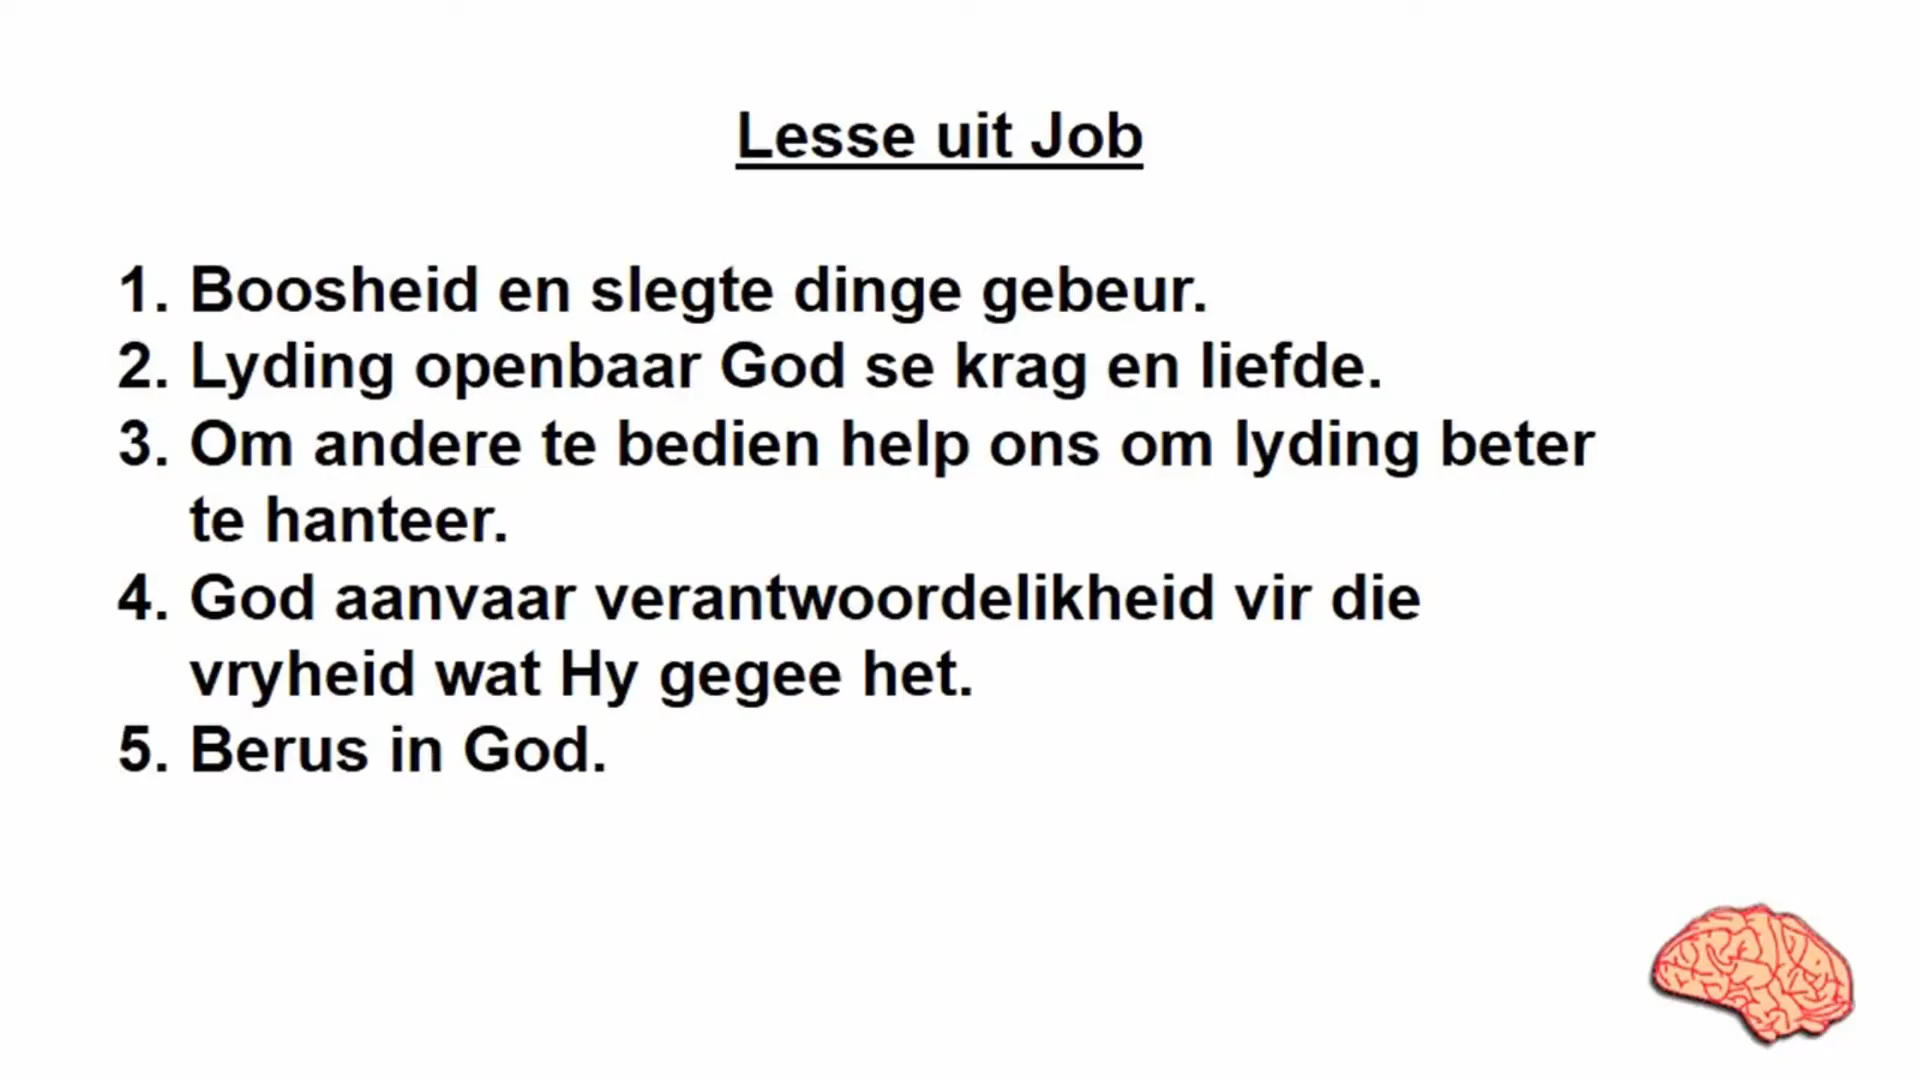 Lesse uit Job
1. Boosheid en slegte dinge gebeur.
2. Lyding openbaar God se krag en liefde.
3. Om andere te bedien help ons om lyding beter
te hanteer.
4. God aanvaar verantwoordelikheid vir die
vryheid wat Hy gegee het.
5. Berus in God.